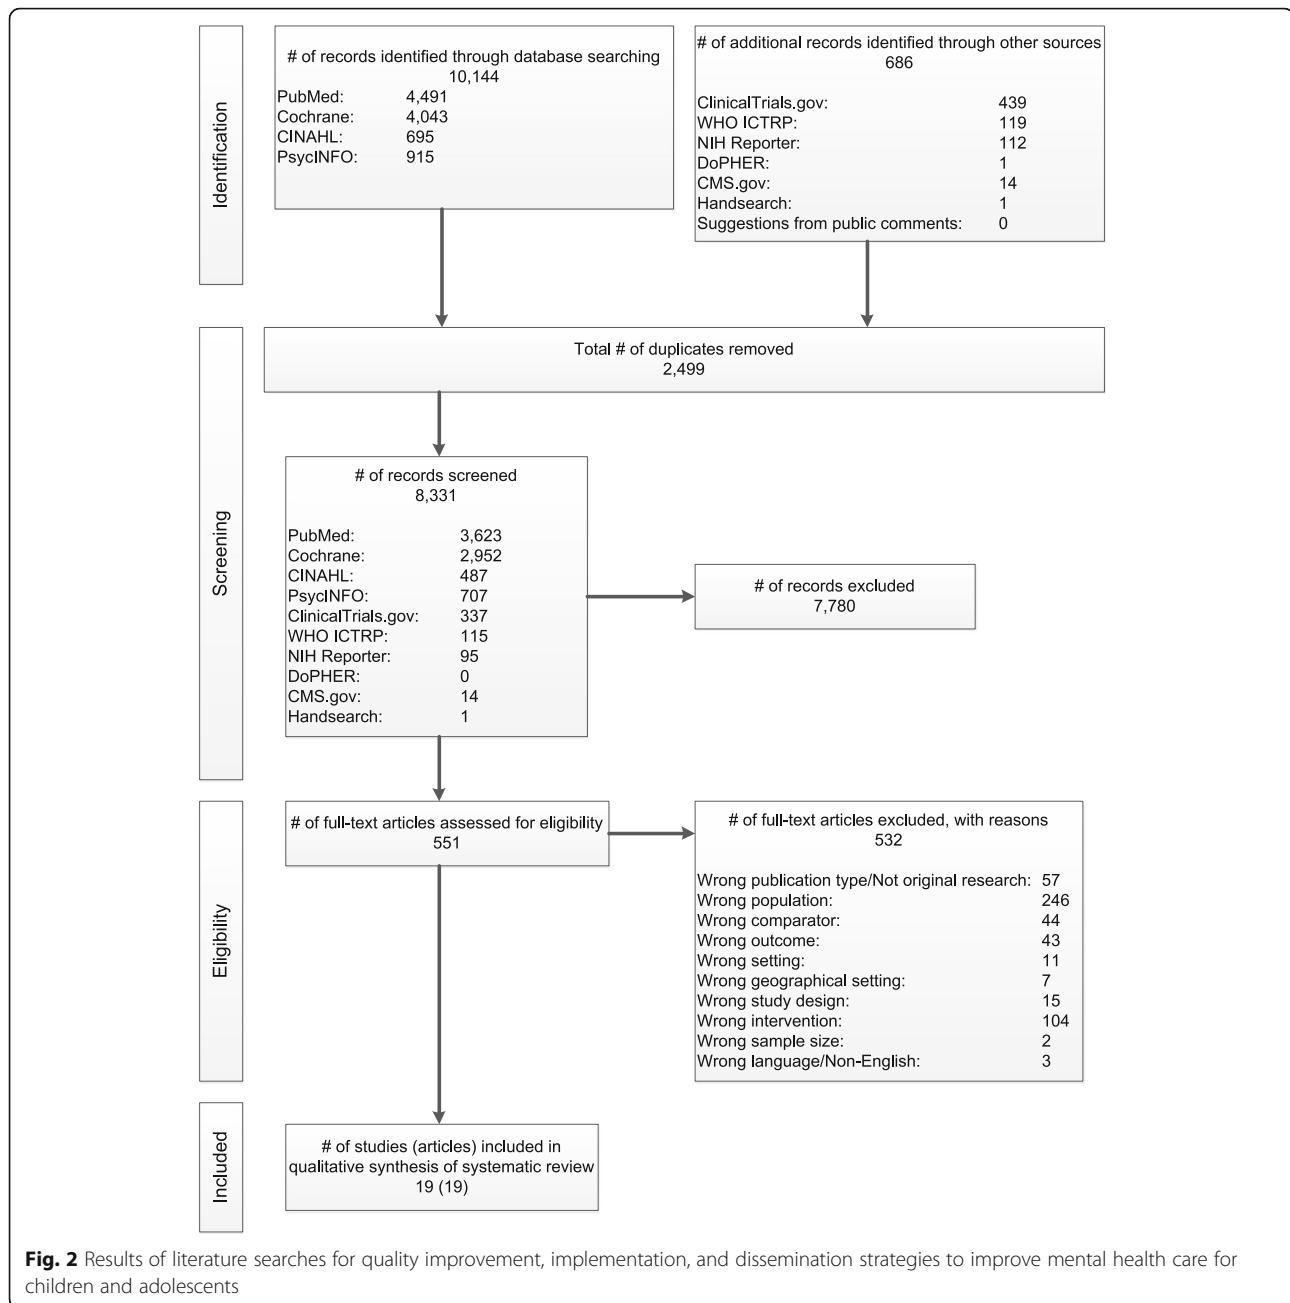 Identification
# of records identified through database searching
10,144
PubMed: 4,491
Cochrane: 4,043
CINAHL: 695
PsycINFO: 915
# of additional records identified through other sources
686
ClinicalTrials.gov: 439
WHO ICTRP: 119
NIH Reporter: 112
DoPHER: 1
CMS.gov: 14
Handsearch: 1
Suggestions from public comments: 0
Screening
Total # of duplicates removed
2,499
# of records screened
8,331
PubMed: 3,623
Cochrane: 2,952
CINAHL: 487
PsycINFO: 707
ClinicalTrials.gov: 337
WHO ICTRP: 115
NIH Reporter: 95
DoPHER: 0
CMS.gov: 14
Handsearch: 1
# of records excluded
7,780
Eligibility
# of full-text articles assessed for eligibility
551
# of full-text articles excluded, with reasons
532
Wrong publication type/Not original research: 57
Wrong population: 246
Wrong comparator: 44
Wrong outcome: 43
Wrong setting: 11
Wrong geographical setting: 7
Wrong study design: 15
Wrong intervention: 104
Wrong sample size: 2
Wrong language/Non-English: 3
Included
# of studies (articles) included in
qualitative synthesis of systematic review
19 (19)
Fig. 2 Results of literature searches for quality improvement, implementation, and dissemination strategies to improve mental health care for
children and adolescents